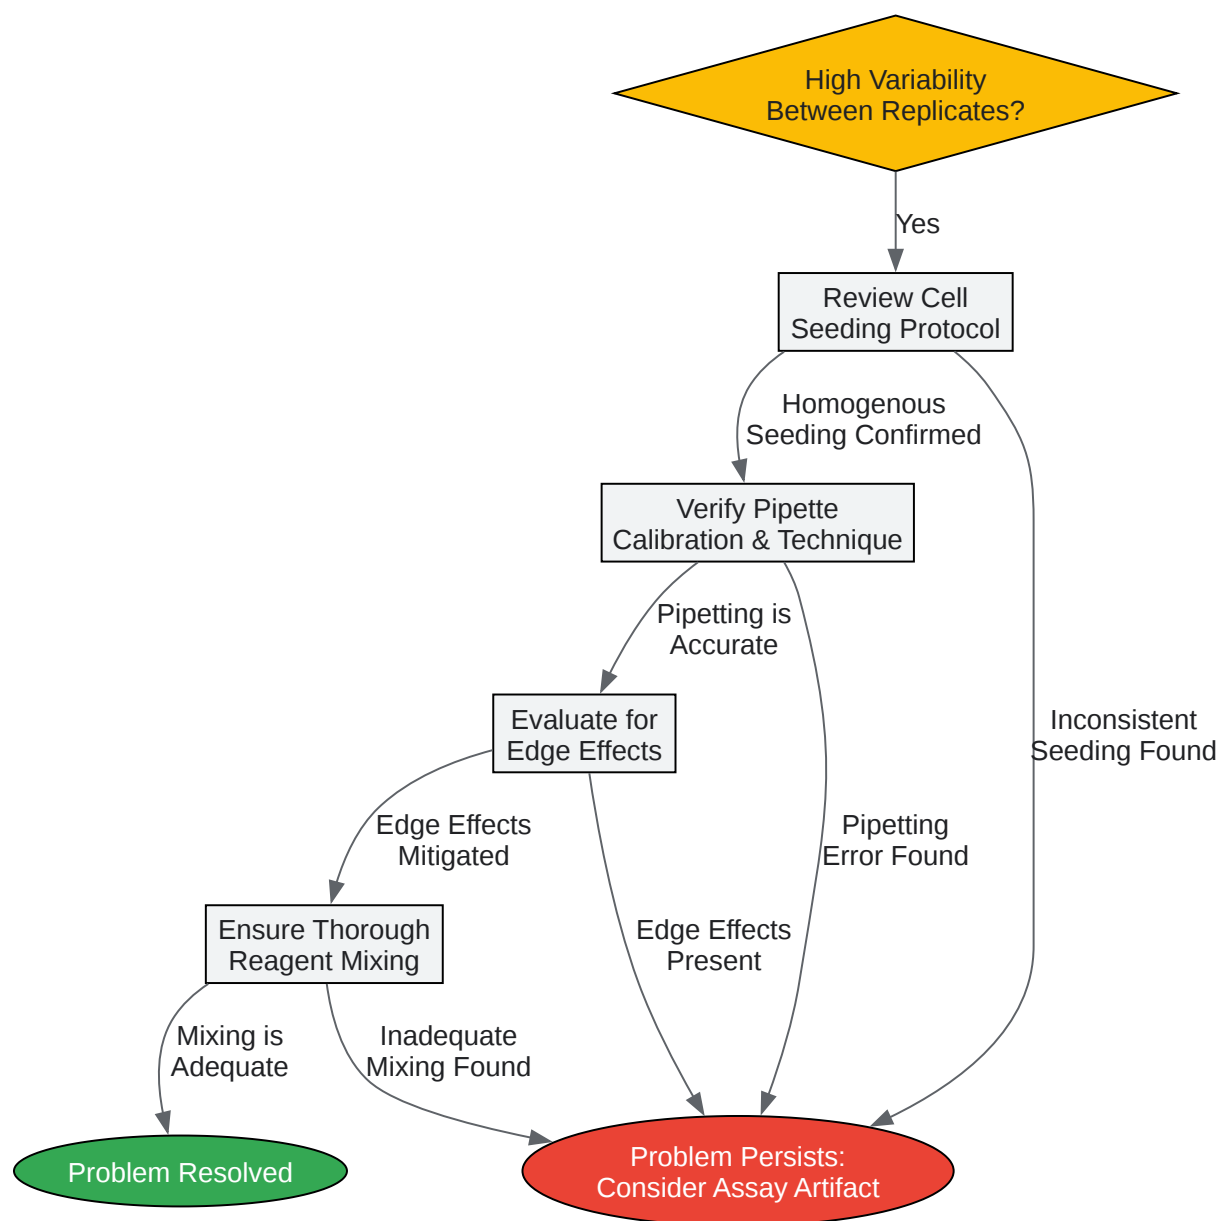 High Variability
Between Replicates?
Yes
Review Cell
Seeding Protocol
Homogenous
Seeding Confirmed
Verify Pipette
Calibration & Technique
Pipetting is
Accurate
Evaluate for
Edge Effects
Inconsistent
Seeding Found
Edge Effects
Mitigated
Pipetting
Error Found
Ensure Thorough
Reagent Mixing
Edge Effects
Present
Mixing is
Adequate
Inadequate
Mixing Found
Problem Resolved
Problem Persists:
Consider Assay Artifact